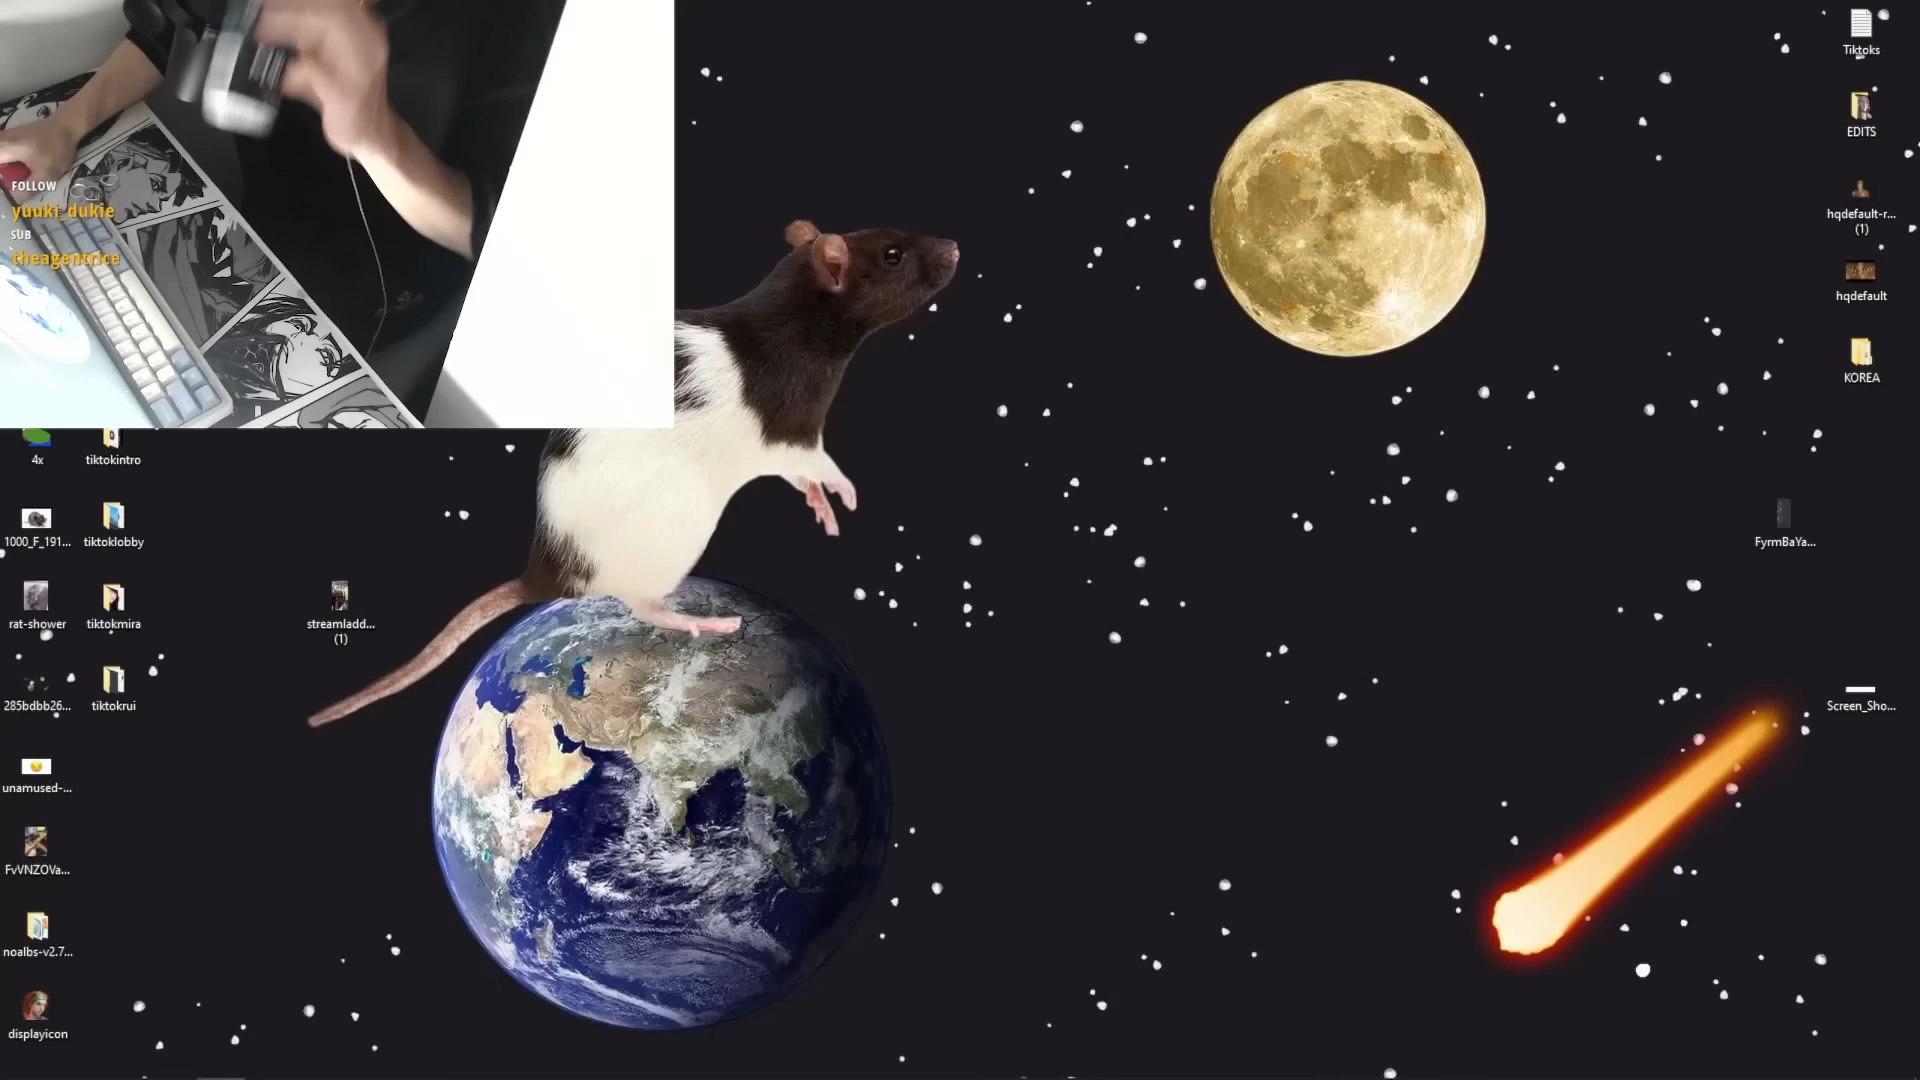 FOLLOW
yuuki_dukie
SUB
theagentrice
4x
tiktokintro
1000_F_191...
tiktoklobby
rat-shower
tiktokmira
285bdbb26...
tiktokrui
unamused-...
FvVNZOVa...
noalbs-v2.7...
displayicon
streamladd...
(1)
Tiktoks
EDITS
hqdefault-r...
(1)
hqdefault
KOREA
FyrmBaYa...
Screen_Sho...